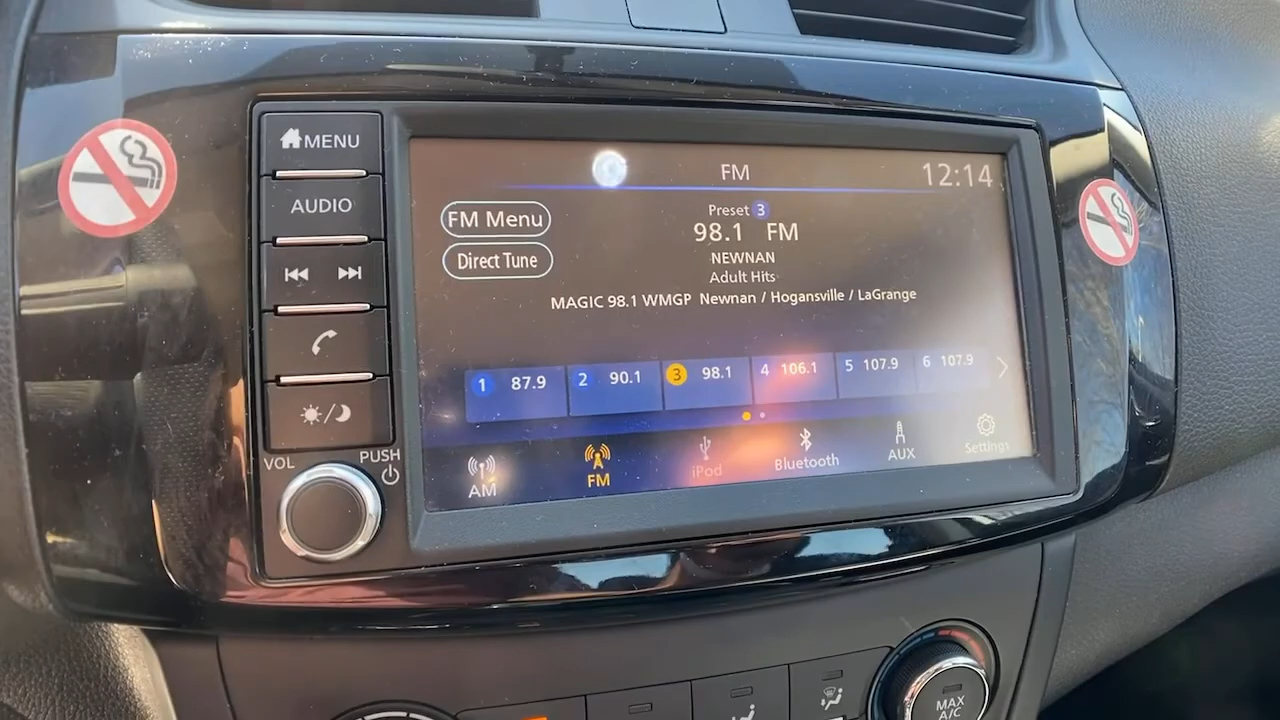 MENU
AUDIO
VOL
PUSH
FM
12:14
FM Menu
Direct Tune
Preset 3
98.1 FM
NEWNAN
Adult Hits
MAGIC 98.1 WMGP Newnan / Hogansville / LaGrange
1 87.9 2 90.1 3 98.1 4 106.1 5 107.9 6 107.9
AM FM iPod Bluetooth AUX Settings
MAX
A/C